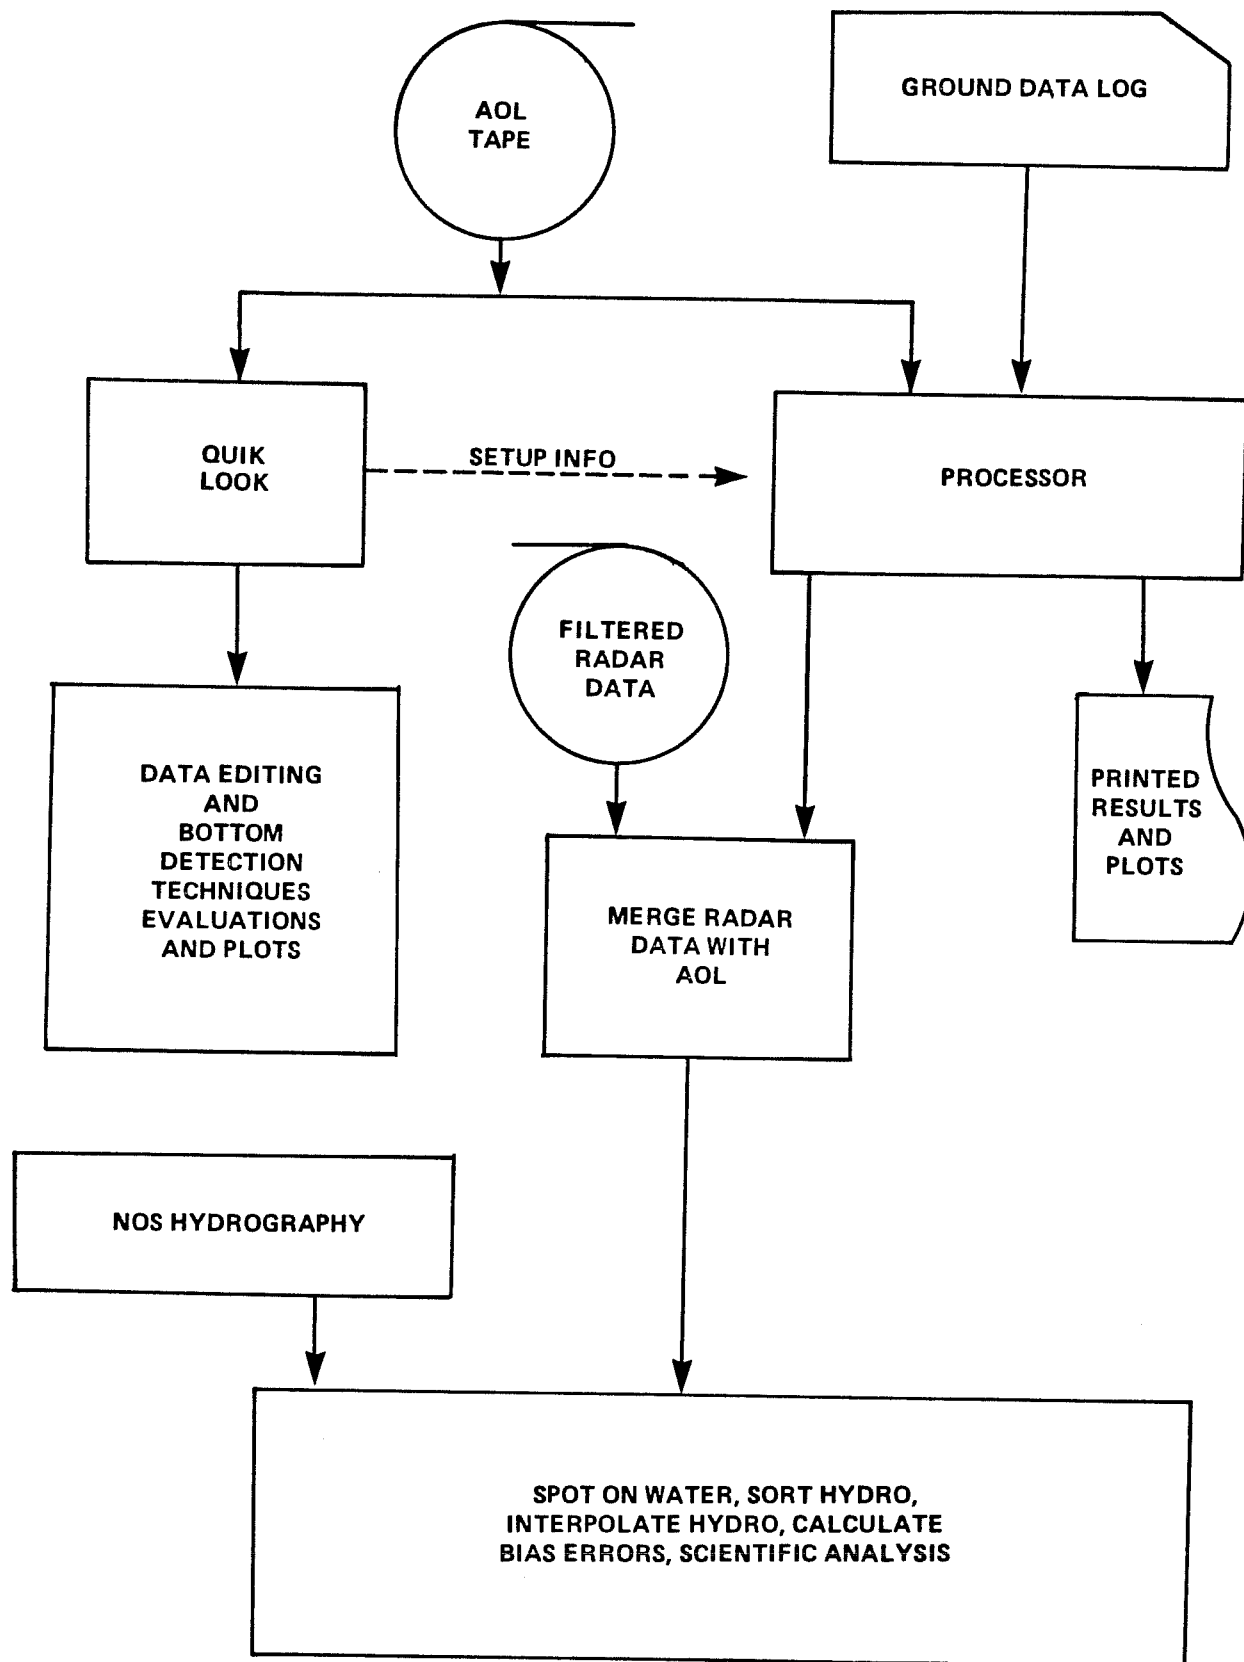 AOL
TAPE
GROUND DATA LOG
QUIK
LOOK
SETUP INFO
PROCESSOR
FILTERED
RADAR
DATA
DATA EDITING
AND
BOTTOM
DETECTION
TECHNIQUES
EVALUATIONS
AND PLOTS
PRINTED
RESULTS
AND
PLOTS
MERGE RADAR
DATA WITH
AOL
NOS HYDROGRAPHY
SPOT ON WATER, SORT HYDRO,
INTERPOLATE HYDRO, CALCULATE
BIAS ERRORS, SCIENTIFIC ANALYSIS